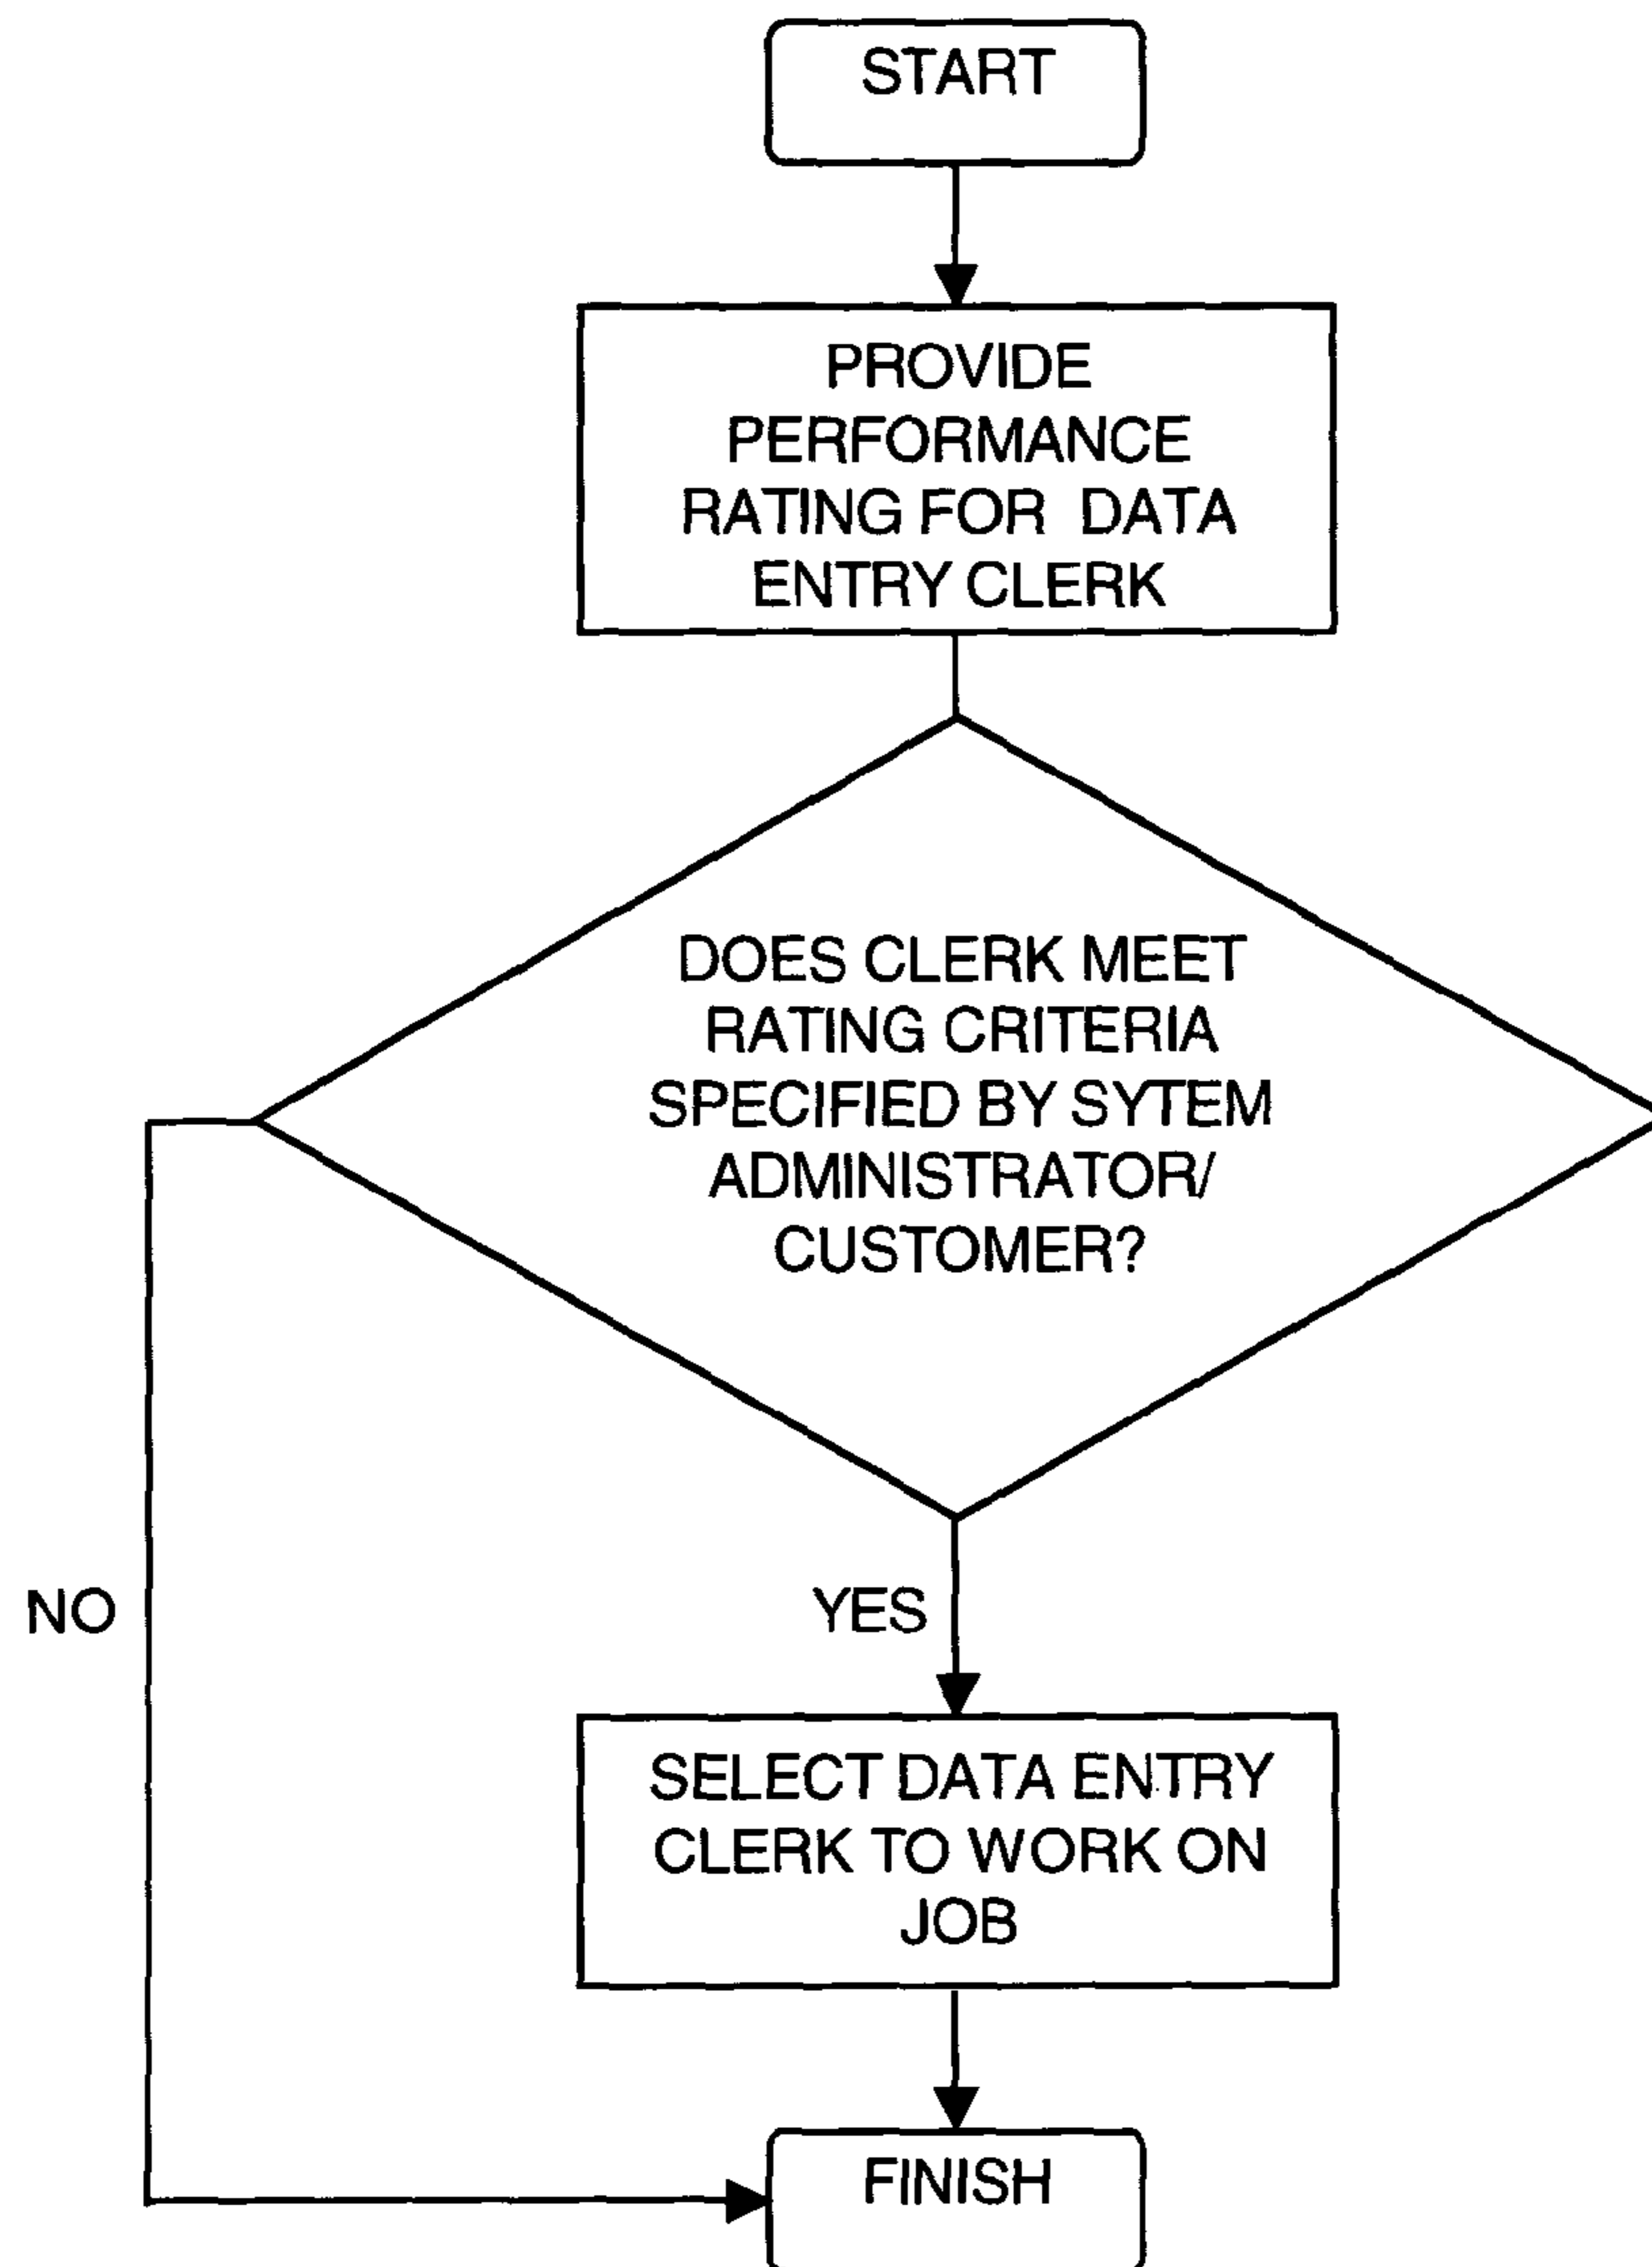 START
PROVIDE
PERFORMANCE
RATING FOR DATA
ENTRY CLERK
DOES CLERK MEET
RATING CRITERIA
SPECIFIED BY SYTEM
ADMINISTRATOR/
CUSTOMER?
NO
YES
SELECT DATA ENTRY
CLERK TO WORK ON
JOB
FINISH